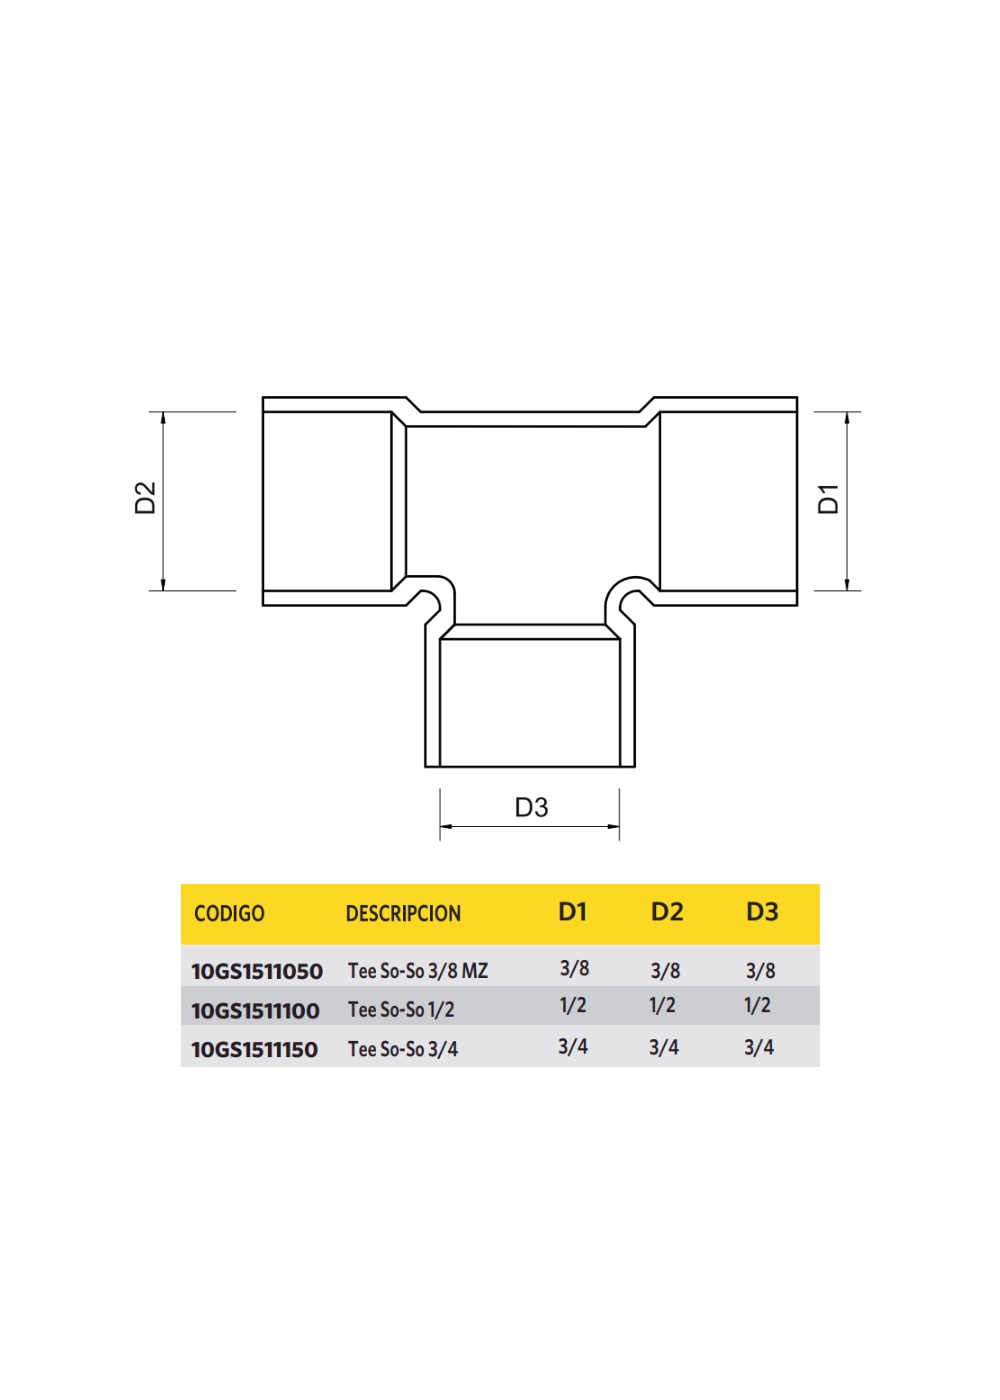 D2
D1
D3
CODIGO DESCRIPCION D1 D2 D3
10GS1511050 Tee So-So 3/8 MZ 3/8 3/8 3/8
10GS1511100 Tee So-So 1/2 1/2 1/2 1/2
10GS1511150 Tee So-So 3/4 3/4 3/4 3/4